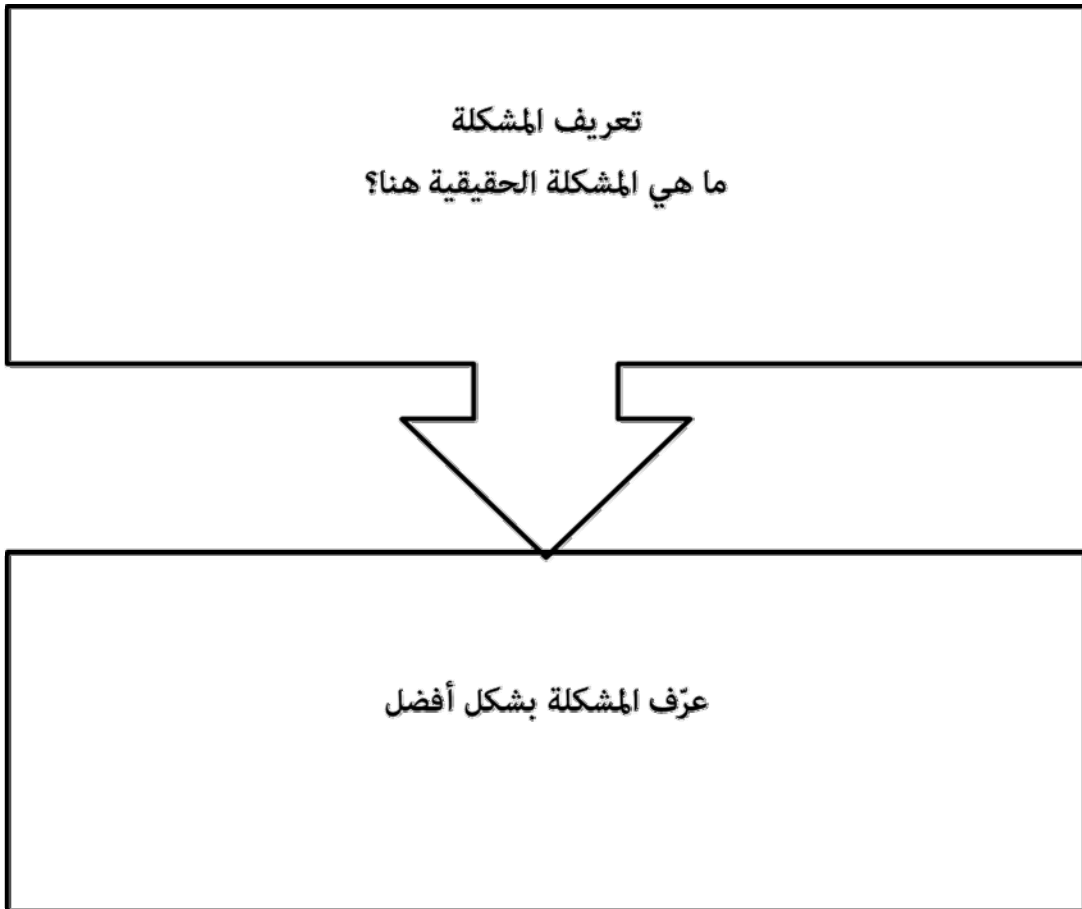 تعريف المشكلة
ما هي المشكلة الحقيقية هنا؟
عرّف المشكلة بشكل أفضل